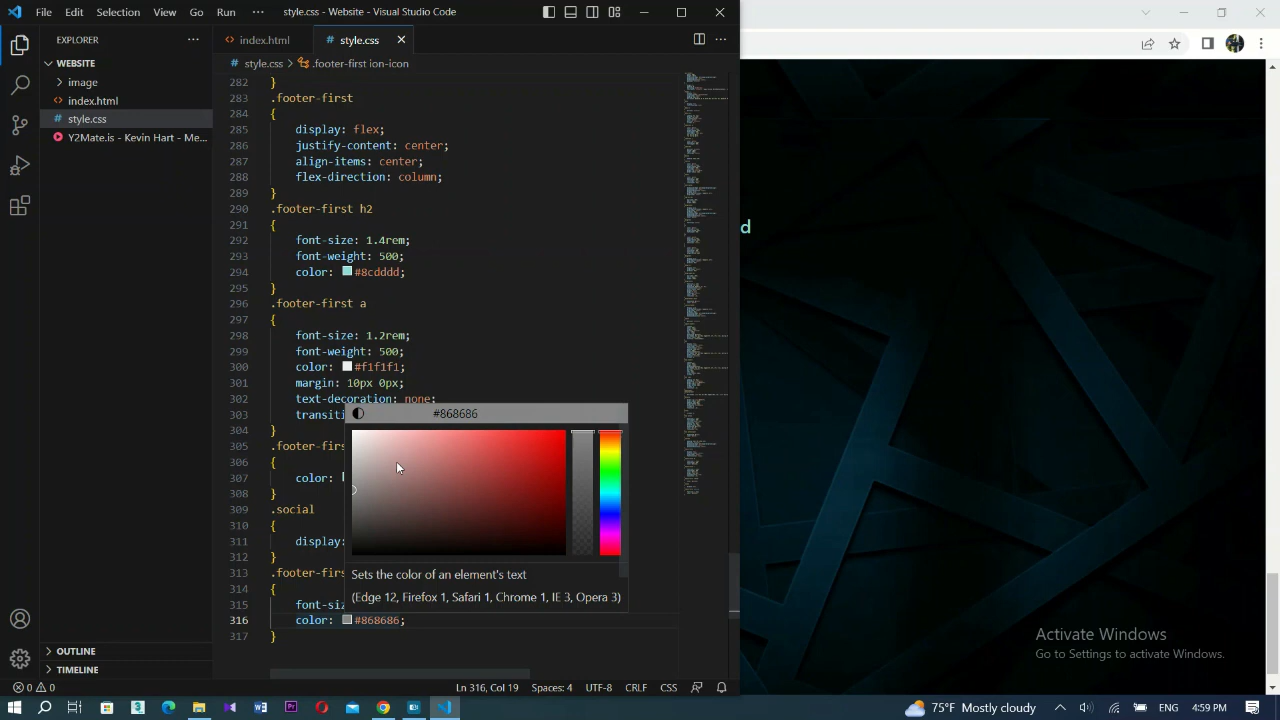 File Edit Selection View Go Run ··· style.css - Website - Visual Studio Code
EXPLORER ···
index.html
# style.css
WEBSITE
# style.css > .footer-first ion-icon
> image
index.html
# style.css
Y7Mate.is - Kevin Hart - Me...
282 }
283 .footer-first
284
285 display: flex;
286 justify-content: center;
287 align-items: center;
288 flex-direction: column;
289 }
290 .footer-first h2
291
292 font-size: 1.4rem;
293 font-weight: 500;
294 color: #8cdddd;
295 }
296 .footer-first a
297
298 font-size: 1.2rem;
299 font-weight: 500;
300 color: #f1f1f1;
301 margin: 10px 0px;
302 text-decoration: none;
303 transit
304 }
305 .footer-firs
306 {
307 color:
308 }
309 .social
310 {
311 display:
312 }
313 .footer-first
314 {
315 font-siz
316 color: #868686;
317 }
#868686
Sets the color of an element's text
(Edge 12, Firefox 1, Safari 1, Chrome 1, IE 3, Opera 3)
d
Activate Windows
Go to Settings to activate Windows.
OUTLINE
TIMELINE
0 0
Ln 316, Col 19 Spaces: 4 UTF-8 CRLF CSS
75°F Mostly cloudy ENG 4:59 PM